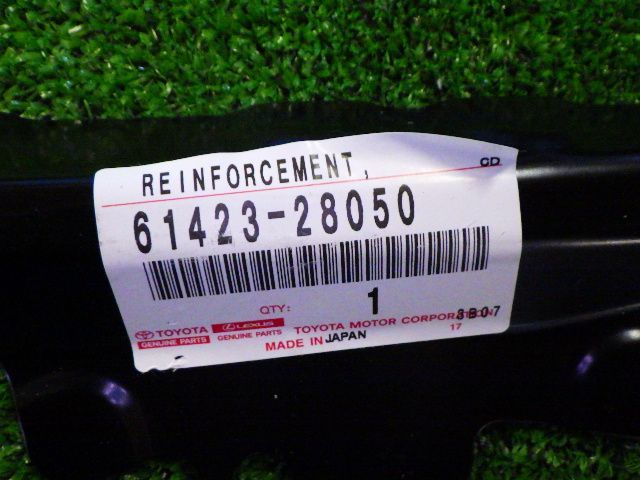 REINFORCEMENT, CD
61423-28050
QTY: 1 3B07
TOYOTA LEXUS TOYOTA MOTOR CORPORATION
GENUINE PARTS GENUINE PARTS 17
MADE IN JAPAN